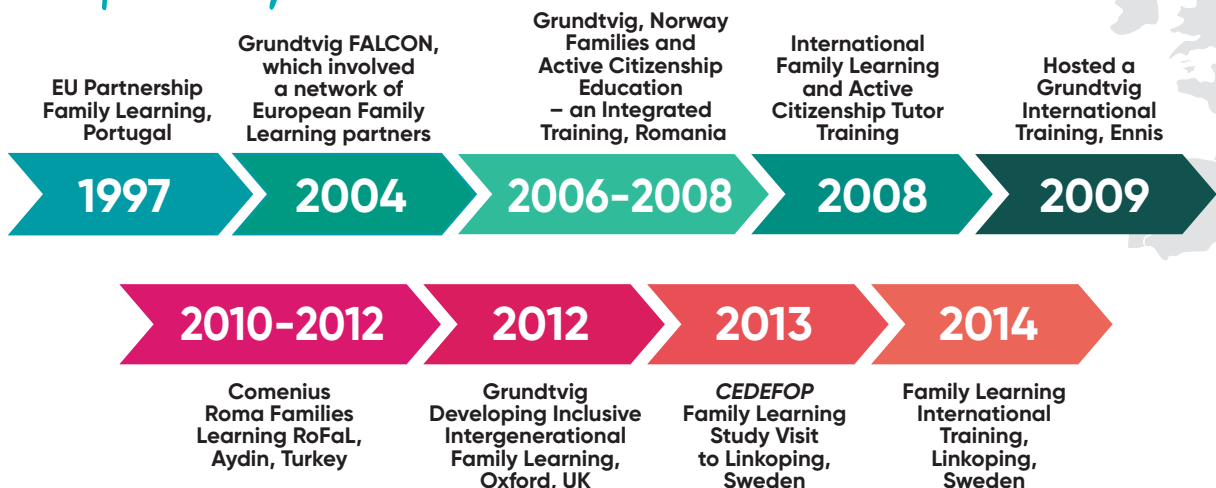 EU Partnership
Family Learning,
Portugal
1997
Grundtvig FALCON,
which involved
a network of
European Family
Learning partners
2004
Grundtvig, Norway
Families and
Active Citizenship
Education
– an Integrated
Training, Romania
2006-2008
International
Family Learning
and Active
Citizenship Tutor
Training
2008
Hosted a
Grundtvig
International
Training, Ennis
2009
2010-2012
Comenius
Roma Families
Learning RoFaL,
Aydin, Turkey
2012
Grundtvig
Developing Inclusive
Intergenerational
Family Learning,
Oxford, UK
2013
CEDEFOP
Family Learning
Study Visit
to Linkoping,
Sweden
2014
Family Learning
International
Training,
Linkoping,
Sweden